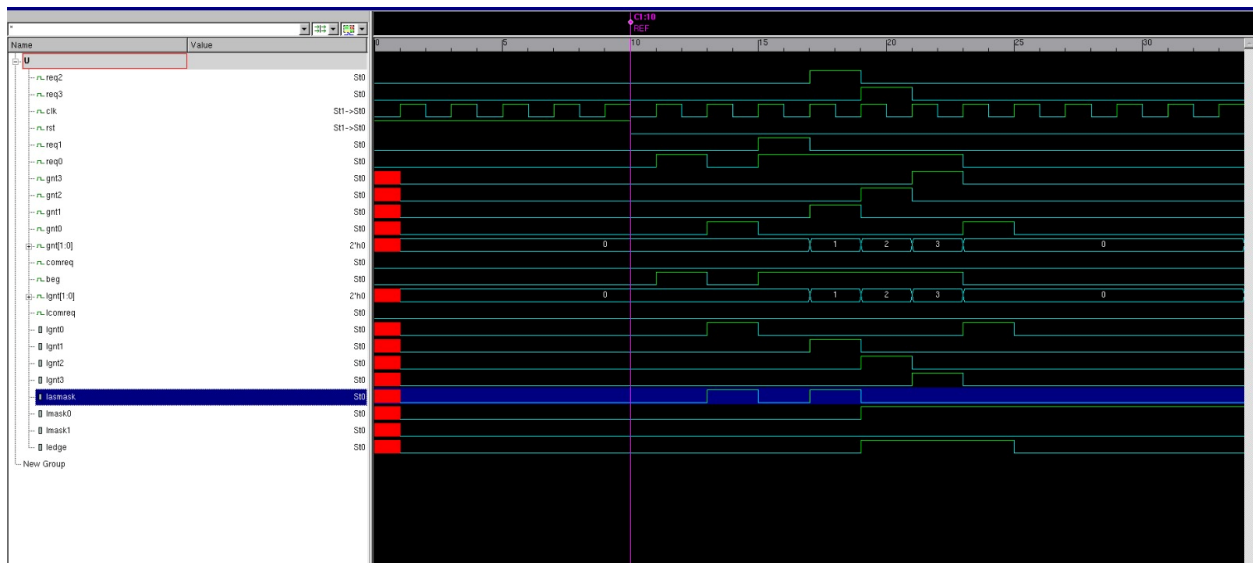 C1:10
REF
*
Name Value 0 5 10 15 20 25 30
U
req2 St0
req3 St0
clk St1->St0
rst St1->St0
req1 St0
req0 St0
gnt3 St0
gnt2 St0
gnt1 St0
gnt0 St0
gnt[1:0] 2'h0 0 1 2 3 0
comreq St0
beg St0
lgnt[1:0] 2'h0 0 1 2 3 0
lcomreq St0
lgnt0 St0
lgnt1 St0
lgnt2 St0
lgnt3 St0
lasmask St0
lmask0 St0
lmask1 St0
ledge St0
New Group